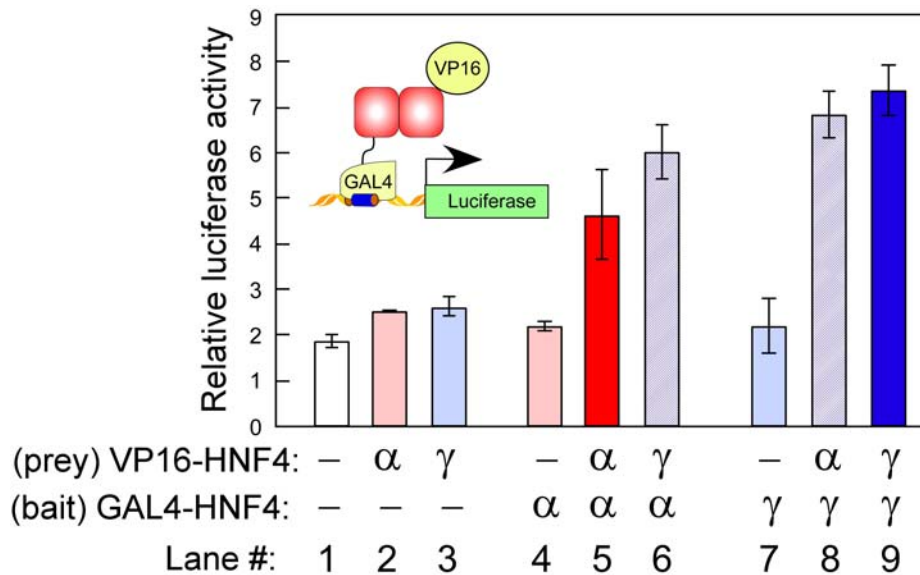 Relative luciferase activity
9
8
7
6
5
4
3
2
1
0
VP16
GAL4
Luciferase
(prey) VP16-HNF4: – α γ – α γ – α γ
(bait) GAL4-HNF4: – – – α α α γ γ γ
Lane #: 1 2 3 4 5 6 7 8 9